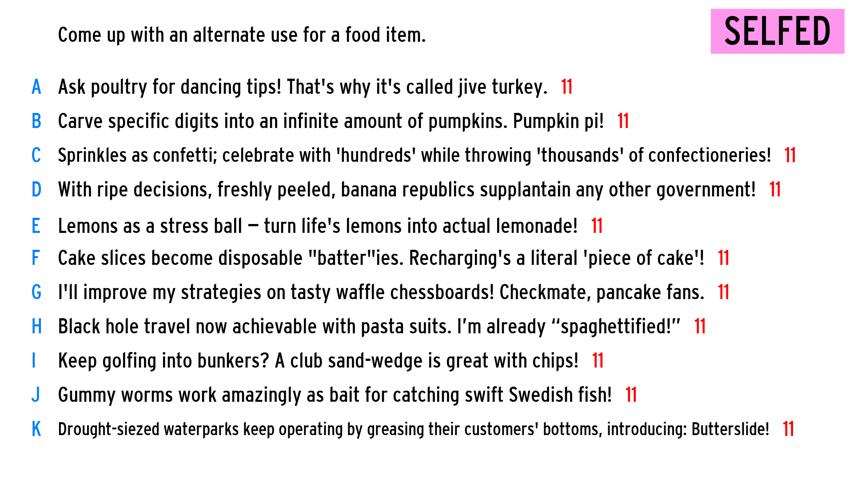 Come up with an alternate use for a food item.
SELFED
A Ask poultry for dancing tips! That's why it's called jive turkey. 11
B Carve specific digits into an infinite amount of pumpkins. Pumpkin pi! 11
C Sprinkles as confetti; celebrate with 'hundreds' while throwing 'thousands' of confectioneries! 11
D With ripe decisions, freshly peeled, banana republics supplantain any other government! 11
E Lemons as a stress ball – turn life's lemons into actual lemonade! 11
F Cake slices become disposable "batter"ies. Recharging's a literal 'piece of cake'! 11
G I'll improve my strategies on tasty waffle chessboards! Checkmate, pancake fans. 11
H Black hole travel now achievable with pasta suits. I’m already “spaghettified!” 11
I Keep golfing into bunkers? A club sand-wedge is great with chips! 11
J Gummy worms work amazingly as bait for catching swift Swedish fish! 11
K Drought-siezed waterparks keep operating by greasing their customers' bottoms, introducing: Butterslide! 11